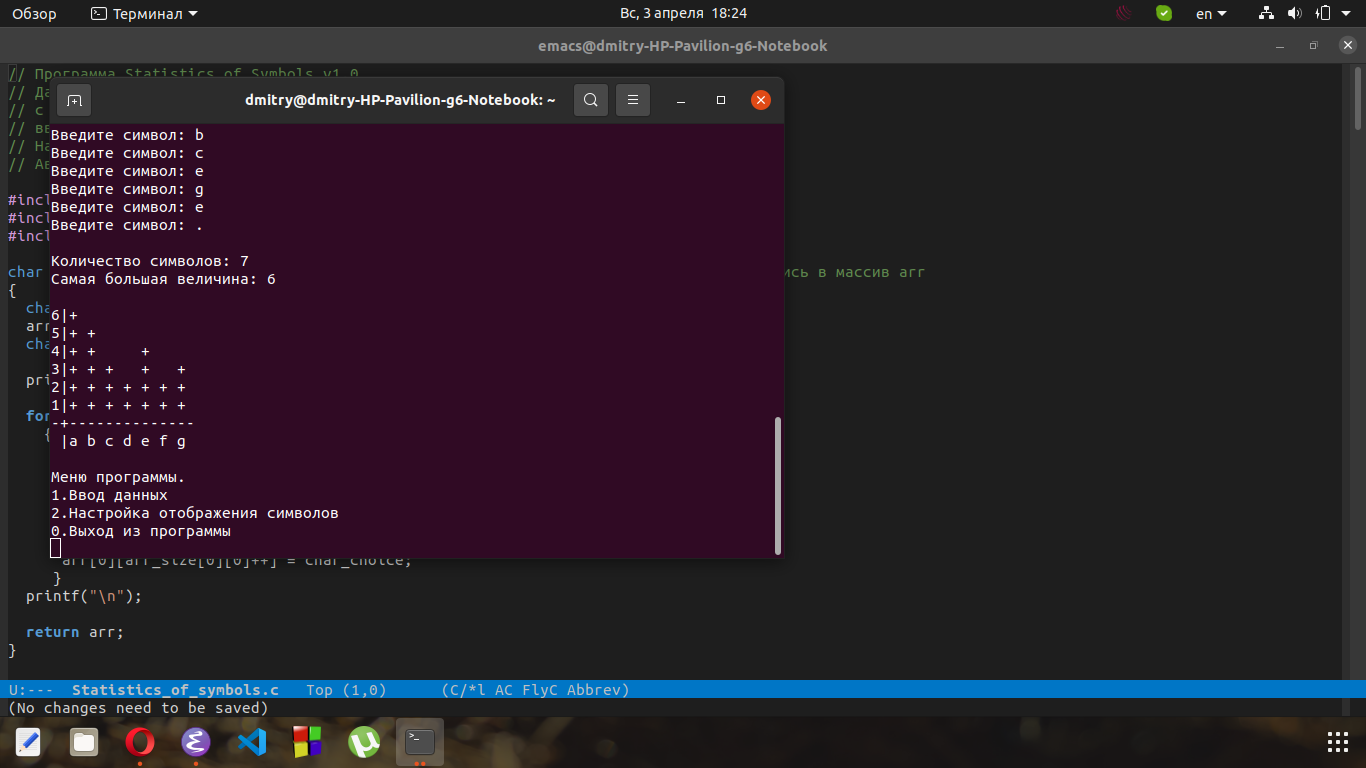 Обзор Терминал Вс, 3 апреля 18:24 en
emacs@dmitry-HP-Pavilion-g6-Notebook
// Программа Statistics of Symbols v1.0
dmitry@dmitry-HP-Pavilion-g6-Notebook: ~
// Да
// с
// вв
// На
// Ав
#incl
#incl
#incl
char ись в массив arr
{
cha
arr
cha
pri
for
{
Введите символ: b
Введите символ: c
Введите символ: e
Введите символ: g
Введите символ: e
Введите символ: .
Количество символов: 7
Самая большая величина: 6
6|+
5|+ +
4|+ +     +
3|+ + +   +   +
2|+ + + + + + +
1|+ + + + + + +
-+--------------
 |a b c d e f g
Меню программы.
1.Ввод данных
2.Настройка отображения символов
0.Выход из программы
arr[0][arr_size[0][0]++] = char_choice;
}
printf("\n");
return arr;
}
U:--- Statistics_of_symbols.c Top (1,0) (C/*l AC FlyC Abbrev)
(No changes need to be saved)